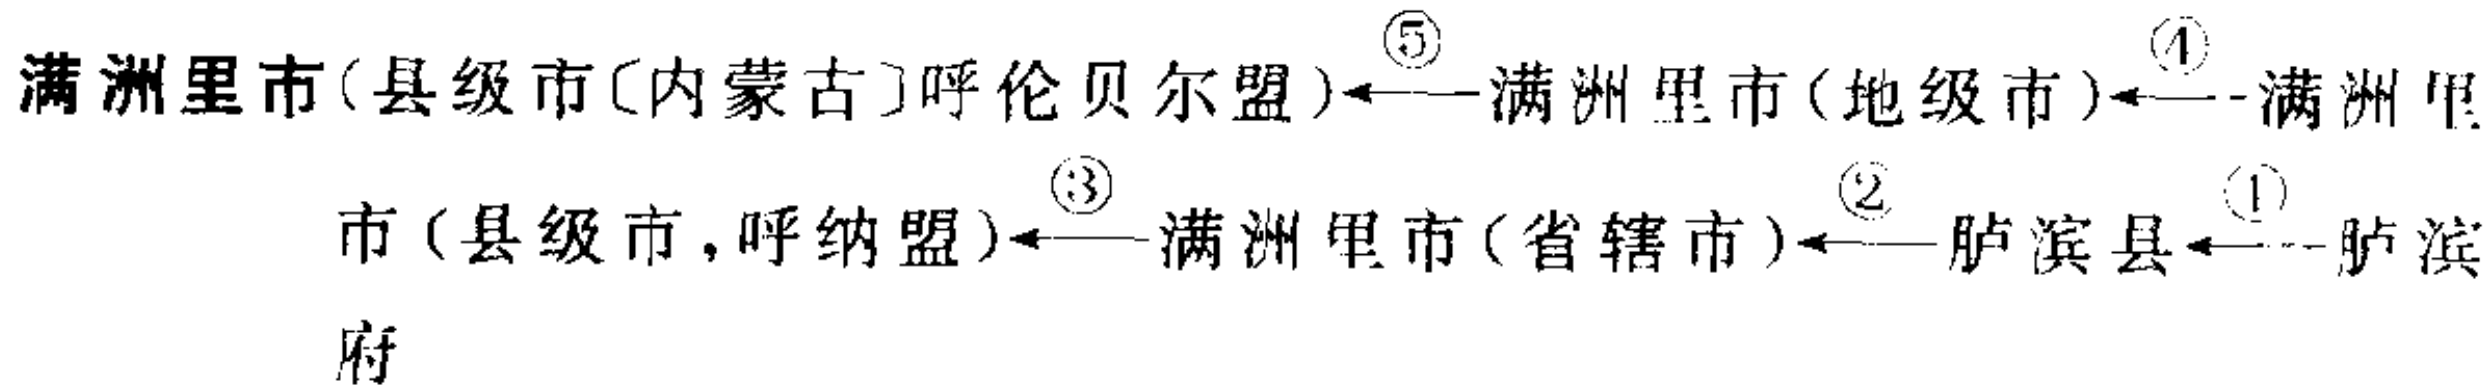 满洲里市(县级市〔内蒙古〕呼伦贝尔盟)←⑤—满洲里市(地级市)←④—满洲里
市(县级市,呼纳盟)←③—满洲里市(省辖市)←②—胪滨县←①—胪滨
府